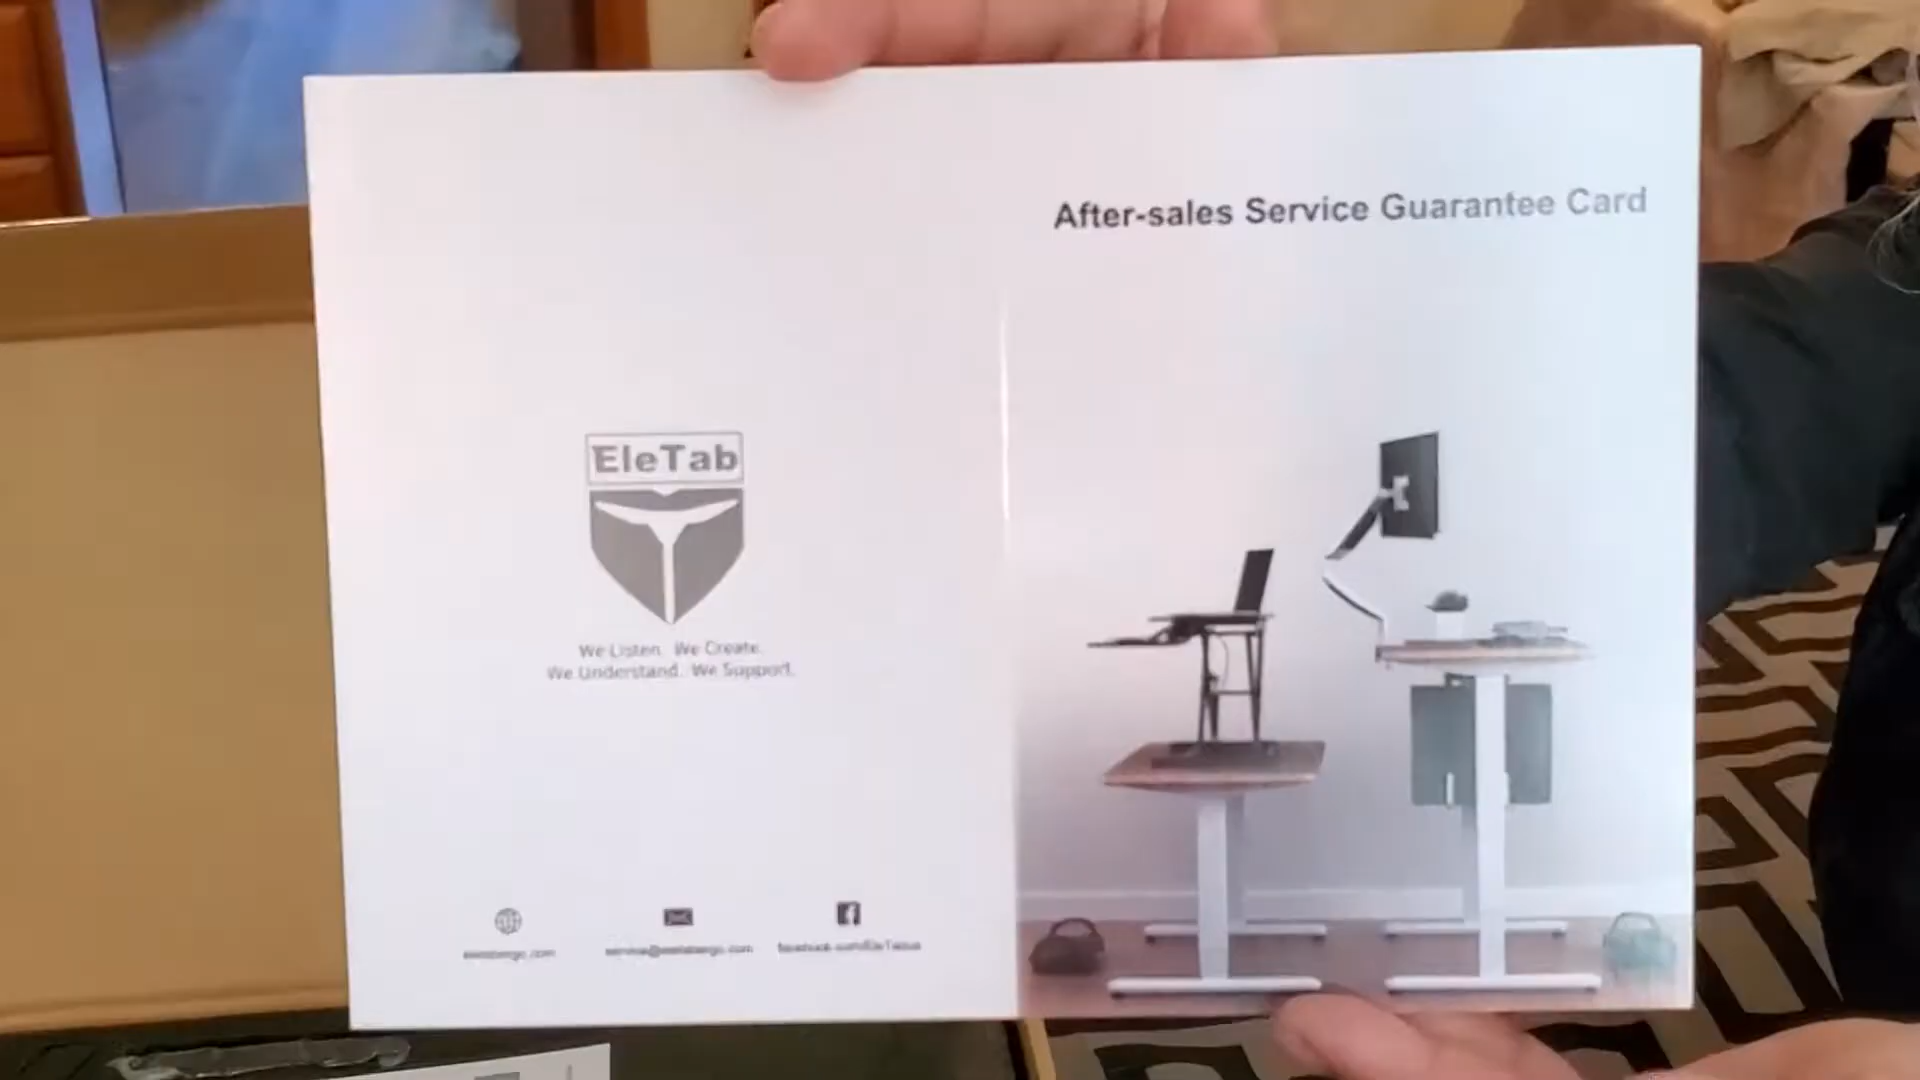 After-sales Service Guarantee Card
EleTab
We Listen. We Create.
We Understand. We Support.